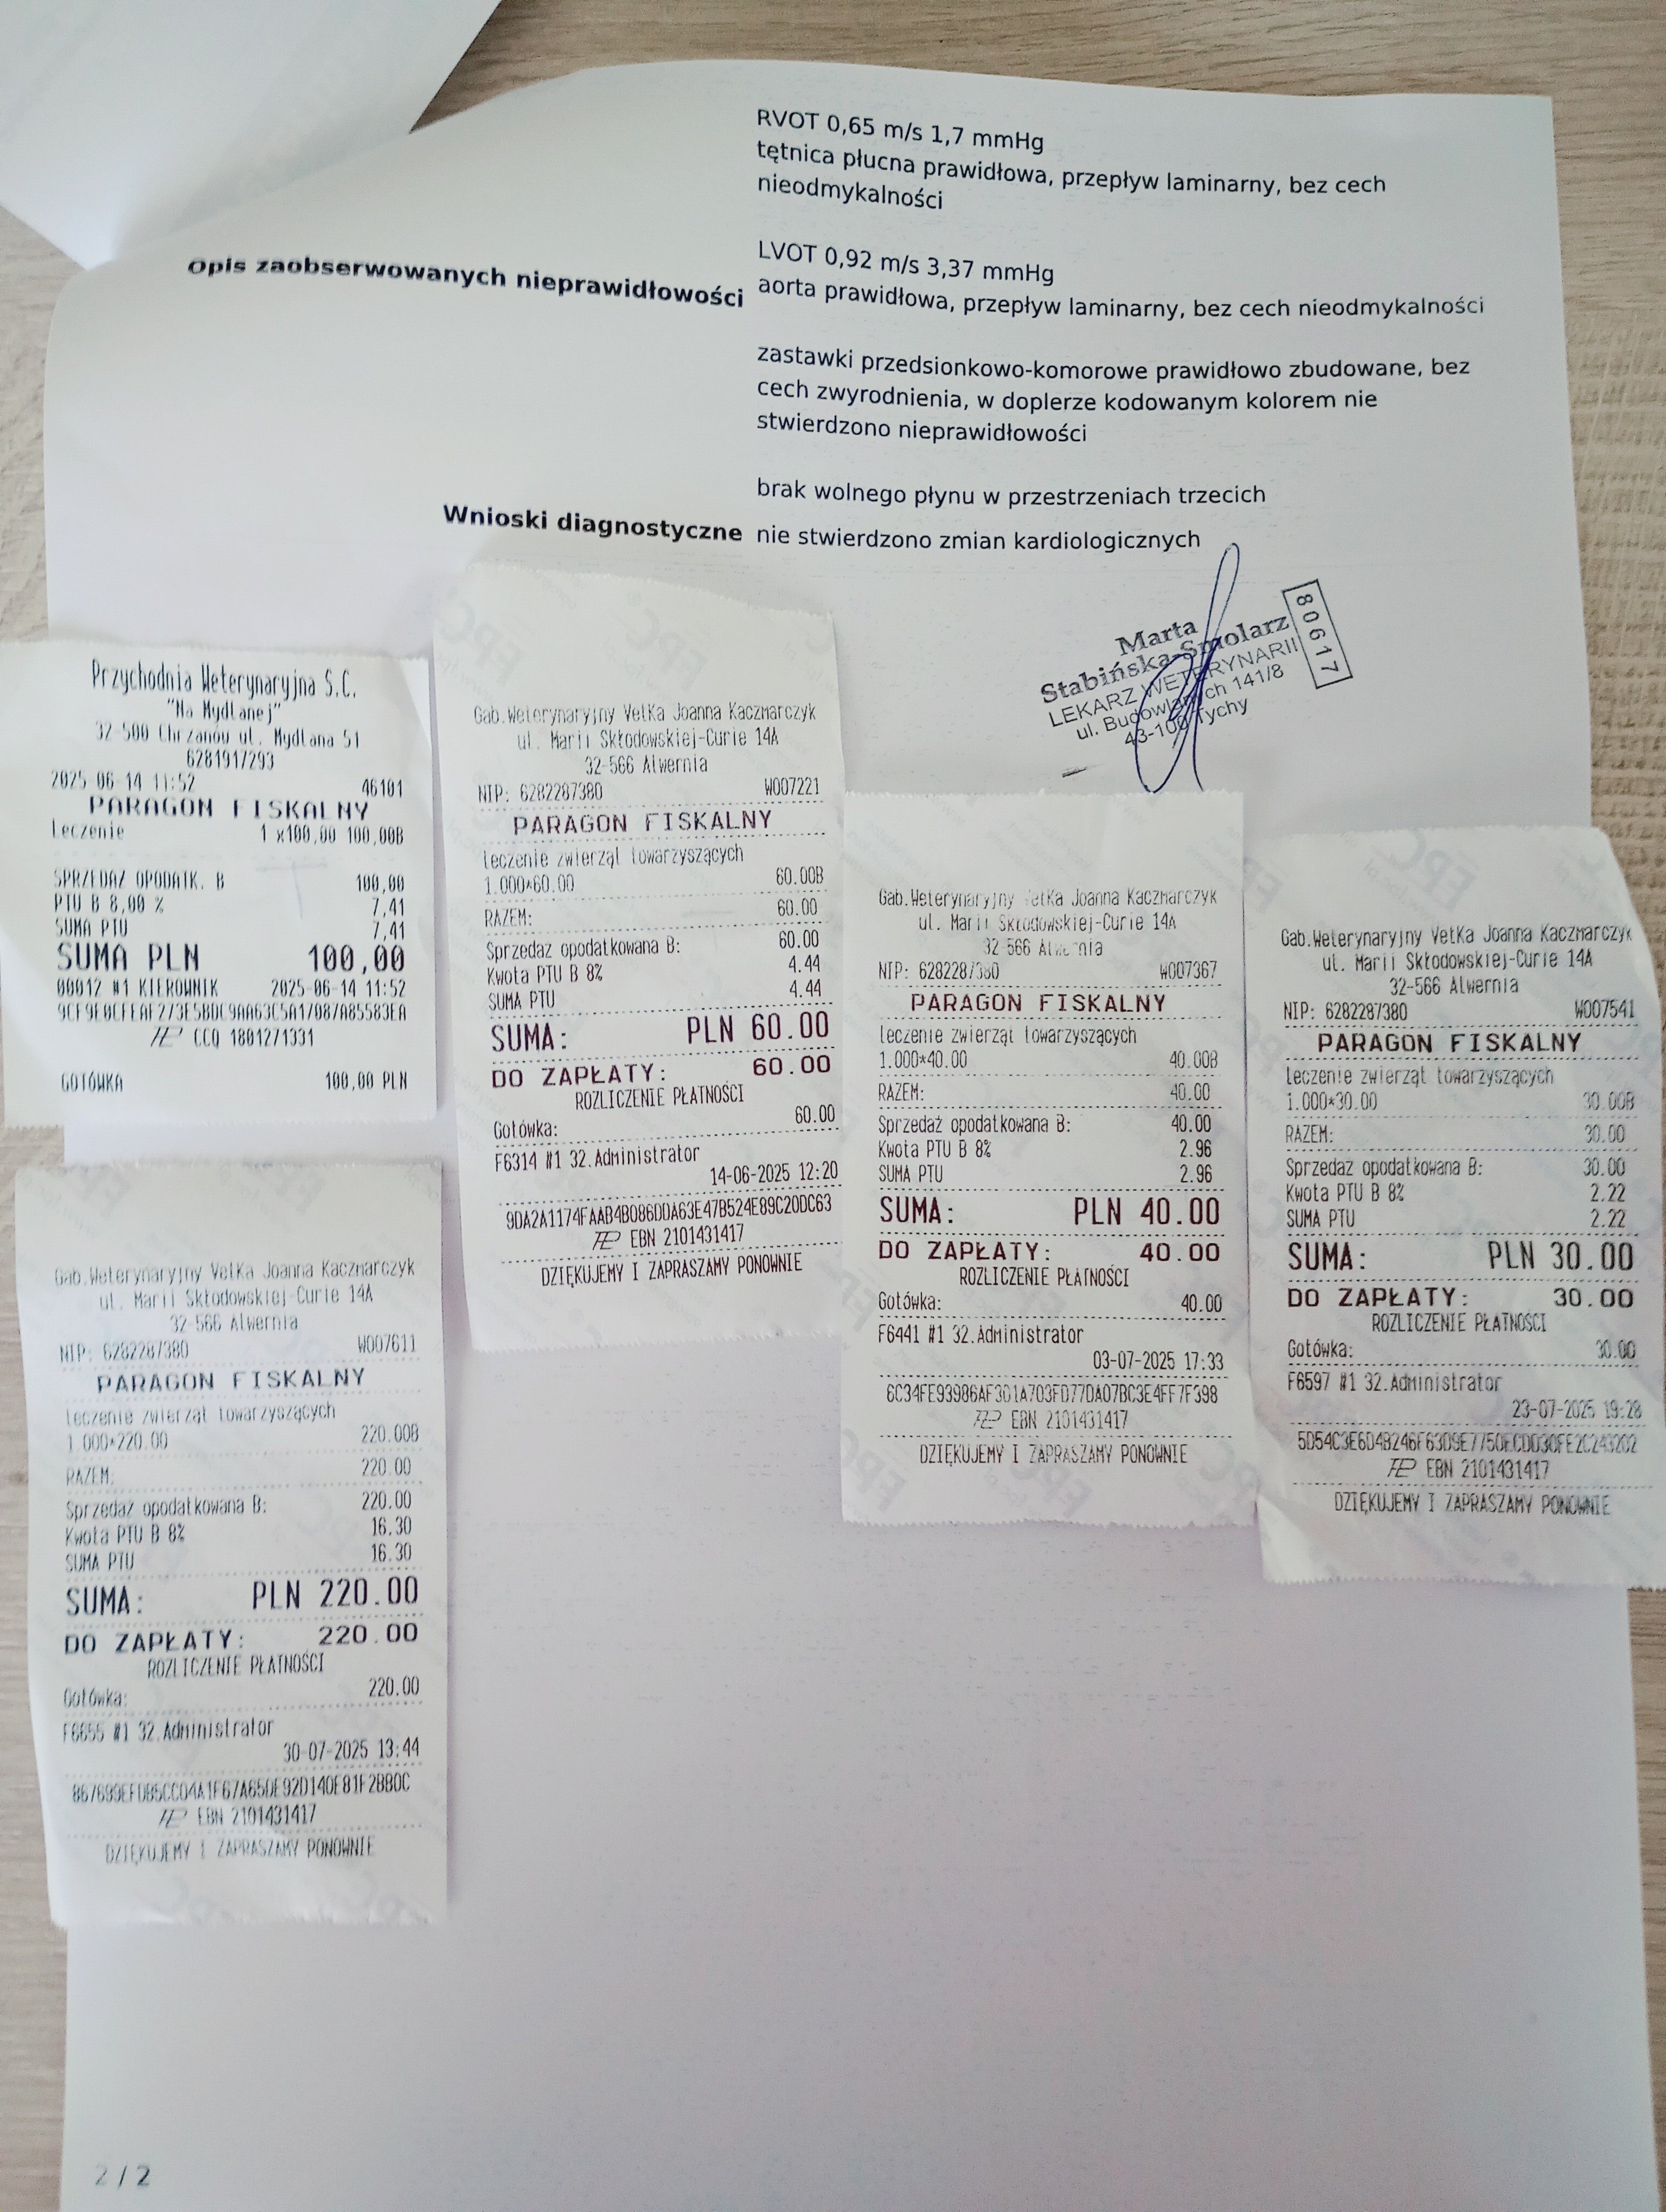 RVOT 0,65 m/s 1,7 mmHg
tętnica płucna prawidłowa, przepływ laminarny, bez cech
nieodmykalności
Opis zaobserwowanych nieprawidłowości
LVOT 0,92 m/s 3,37 mmHg
aorta prawidłowa, przepływ laminarny, bez cech nieodmykalności
zastawki przedsionkowo-komorowe prawidłowo zbudowane, bez
cech zwyrodnienia, w doplerze kodowanym kolorem nie
stwierdzono nieprawidłowości
brak wolnego płynu w przestrzeniach trzecich
Wnioski diagnostyczne nie stwierdzono zmian kardiologicznych
Marta
Stabińska-Smolarz
LEKARZ WETERYNARII
ul. Budowlanych 141/8
43-100 Tychy
80617
Przychodnia Weterynaryjna S.C.
"Na Mydlanej"
32-500 Chrzanów ul. Mydlana 51
6281917293
2025-06-14 11:52 46101
PARAGON FISKALNY
Leczenie 1 x100,00 100,00B
SPRZEDAŻ OPODATK. B 100,00
PTU B 8,00 % 7,41
SUMA PTU 7,41
SUMA PLN 100,00
00012 #1 KIEROWNIK 2025-06-14 11:52
CCQ 1801271331
GOTÓWKA 100,00 PLN
Gab.Weterynaryjny VetKa Joanna Kaczmarczyk
ul. Marii Skłodowskiej-Curie 14A
32-566 Alwernia
NIP: 6282287380 W007221
PARAGON FISKALNY
leczenie zwierząt towarzyszących
1.000*60.00 60.00B
RAZEM: 60.00
Sprzedaż opodatkowana B: 60.00
Kwota PTU B 8% 4.44
SUMA PTU 4.44
SUMA: PLN 60.00
DO ZAPŁATY: 60.00
ROZLICZENIE PŁATNOŚCI
Gotówka: 60.00
F6314 #1 32.Administrator
14-06-2025 12:20
9DA2A1174FAAB4B086DDA63E47B524E89C20DC63
EBN 2101431417
DZIĘKUJEMY I ZAPRASZAMY PONOWNIE
Gab.Weterynaryjny VetKa Joanna Kaczmarczyk
ul. Marii Skłodowskiej-Curie 14A
32-566 Alwernia
NIP: 6282287380 W007367
PARAGON FISKALNY
leczenie zwierząt towarzyszących
1.000*40.00 40.00B
RAZEM: 40.00
Sprzedaż opodatkowana B: 40.00
Kwota PTU B 8% 2.96
SUMA PTU 2.96
SUMA: PLN 40.00
DO ZAPŁATY: 40.00
ROZLICZENIE PŁATNOŚCI
Gotówka: 40.00
F6441 #1 32.Administrator
03-07-2025 17:33
6C34FE93986AF301A703FD77DA07BC3E4FF7F398
EBN 2101431417
DZIĘKUJEMY I ZAPRASZAMY PONOWNIE
Gab.Weterynaryjny VetKa Joanna Kaczmarczyk
ul. Marii Skłodowskiej-Curie 14A
32-566 Alwernia
NIP: 6282287380 W007541
PARAGON FISKALNY
leczenie zwierząt towarzyszących
1.000*30.00 30.00B
RAZEM: 30.00
Sprzedaż opodatkowana B: 30.00
Kwota PTU B 8% 2.22
SUMA PTU 2.22
SUMA: PLN 30.00
DO ZAPŁATY: 30.00
ROZLICZENIE PŁATNOŚCI
Gotówka: 30.00
F6597 #1 32.Administrator
23-07-2025 19:28
EBN 2101431417
DZIĘKUJEMY I ZAPRASZAMY PONOWNIE
Gab.Weterynaryjny VetKa Joanna Kaczmarczyk
ul. Marii Skłodowskiej-Curie 14A
32-566 Alwernia
NIP: 6282287380 W007611
PARAGON FISKALNY
leczenie zwierząt towarzyszących
1.000*220.00 220.00B
RAZEM: 220.00
Sprzedaż opodatkowana B: 220.00
Kwota PTU B 8% 16.30
SUMA PTU 16.30
SUMA: PLN 220.00
DO ZAPŁATY: 220.00
ROZLICZENIE PŁATNOŚCI
Gotówka: 220.00
F6655 #1 32.Administrator
30-07-2025 13:44
EBN 2101431417
DZIĘKUJEMY I ZAPRASZAMY PONOWNIE
2 / 2